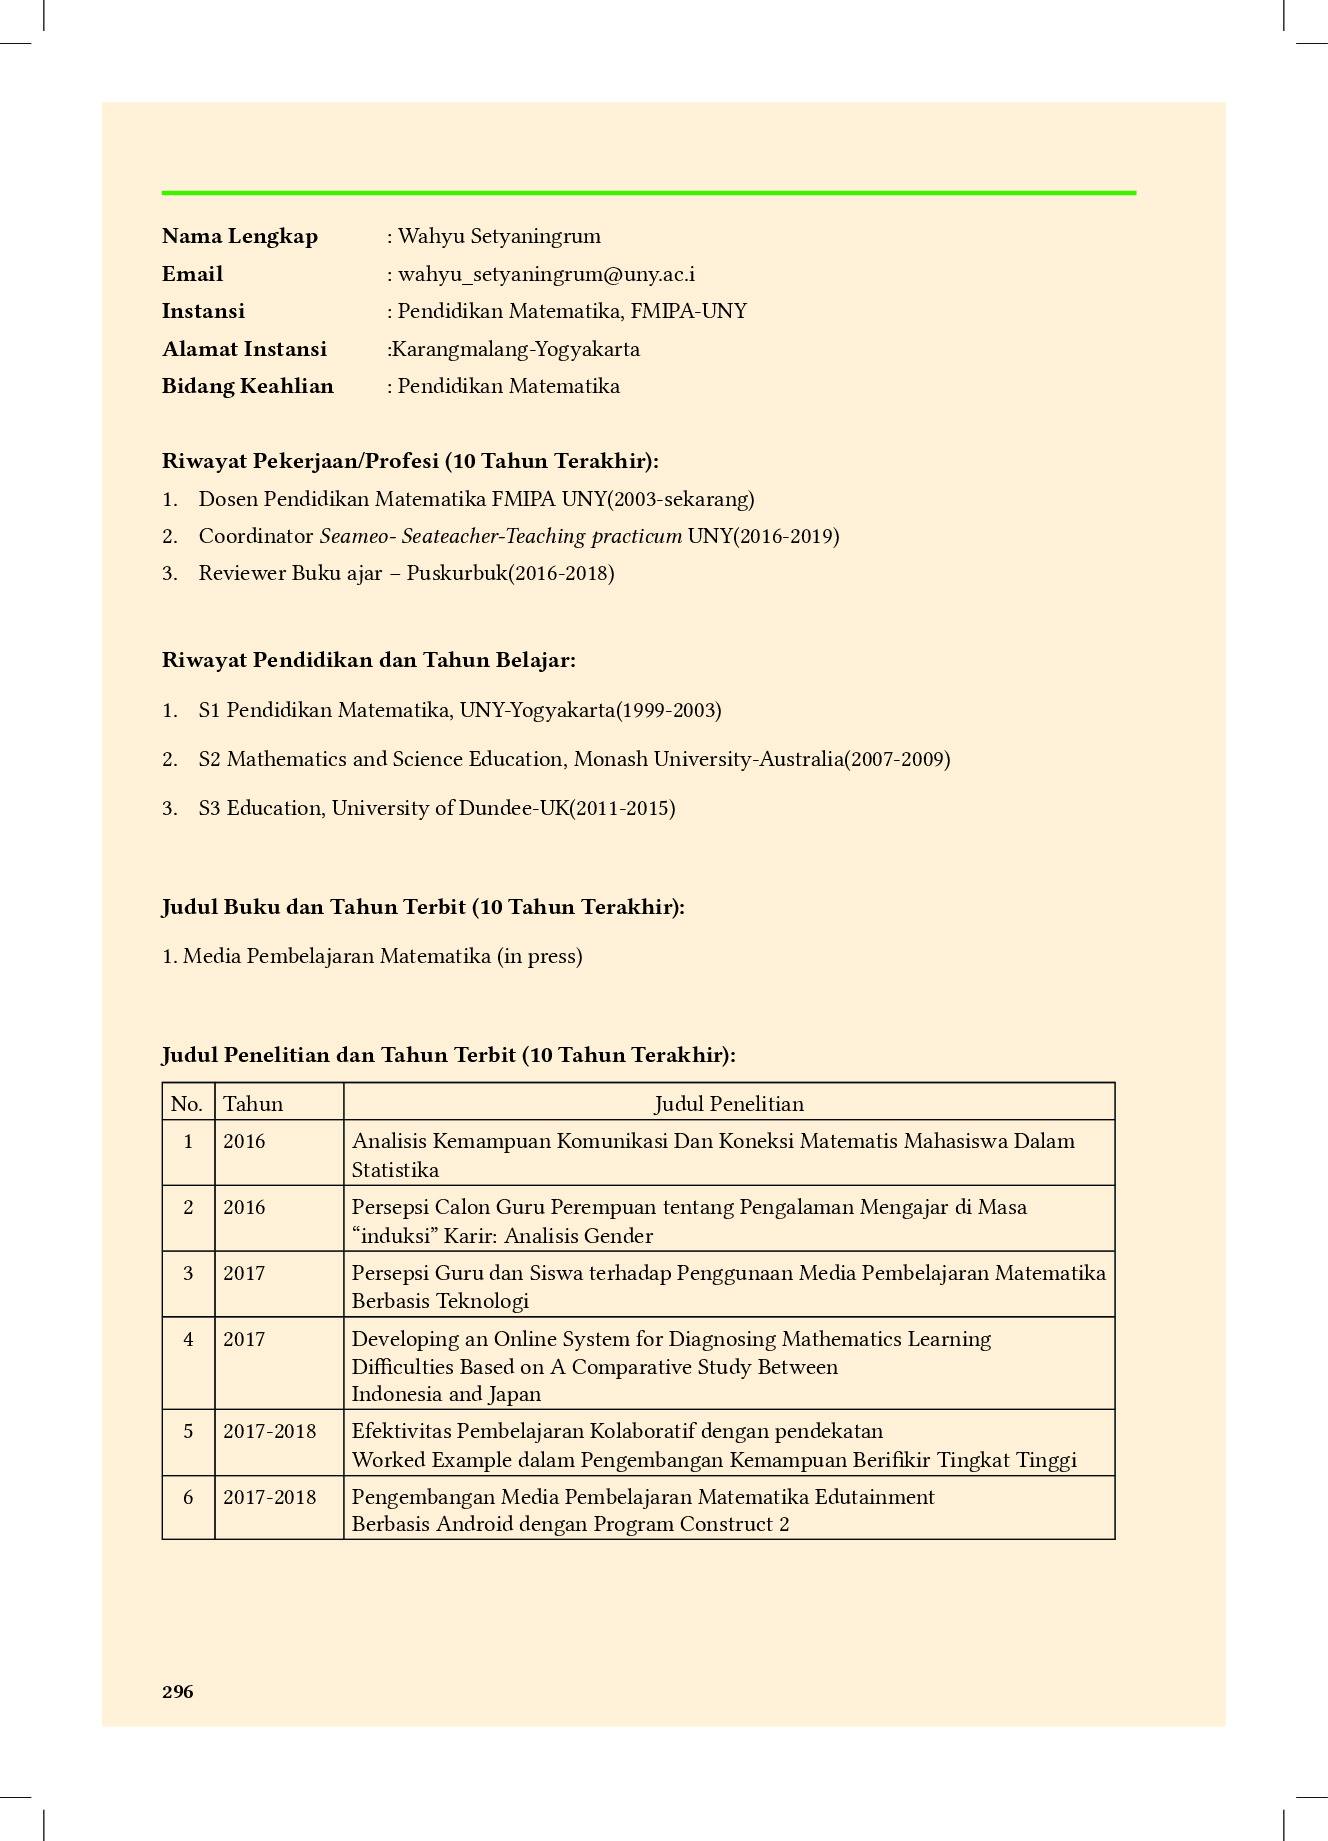 Nama Lengkap : Wahyu Setyaningrum
Email : wahyu_setyaningrum@uny.ac.i
Instansi : Pendidikan Matematika, FMIPA-UNY
Alamat Instansi :Karangmalang-Yogyakarta
Bidang Keahlian : Pendidikan Matematika
Riwayat Pekerjaan/Profesi (10 Tahun Terakhir):
1. Dosen Pendidikan Matematika FMIPA UNY(2003-sekarang)
2. Coordinator Seameo- Seateacher-Teaching practicum UNY(2016-2019)
3. Reviewer Buku ajar – Puskurbuk(2016-2018)
Riwayat Pendidikan dan Tahun Belajar:
1. S1 Pendidikan Matematika, UNY-Yogyakarta(1999-2003)
2. S2 Mathematics and Science Education, Monash University-Australia(2007-2009)
3. S3 Education, University of Dundee-UK(2011-2015)
Judul Buku dan Tahun Terbit (10 Tahun Terakhir):
1. Media Pembelajaran Matematika (in press)
Judul Penelitian dan Tahun Terbit (10 Tahun Terakhir):
No. Tahun Judul Penelitian
1 2016 Analisis Kemampuan Komunikasi Dan Koneksi Matematis Mahasiswa Dalam
Statistika
2 2016 Persepsi Calon Guru Perempuan tentang Pengalaman Mengajar di Masa
“induksi” Karir: Analisis Gender
3 2017 Persepsi Guru dan Siswa terhadap Penggunaan Media Pembelajaran Matematika
Berbasis Teknologi
4 2017 Developing an Online System for Diagnosing Mathematics Learning
Difficulties Based on A Comparative Study Between
Indonesia and Japan
5 2017-2018 Efektivitas Pembelajaran Kolaboratif dengan pendekatan
Worked Example dalam Pengembangan Kemampuan Berifikir Tingkat Tinggi
6 2017-2018 Pengembangan Media Pembelajaran Matematika Edutainment
Berbasis Android dengan Program Construct 2
296